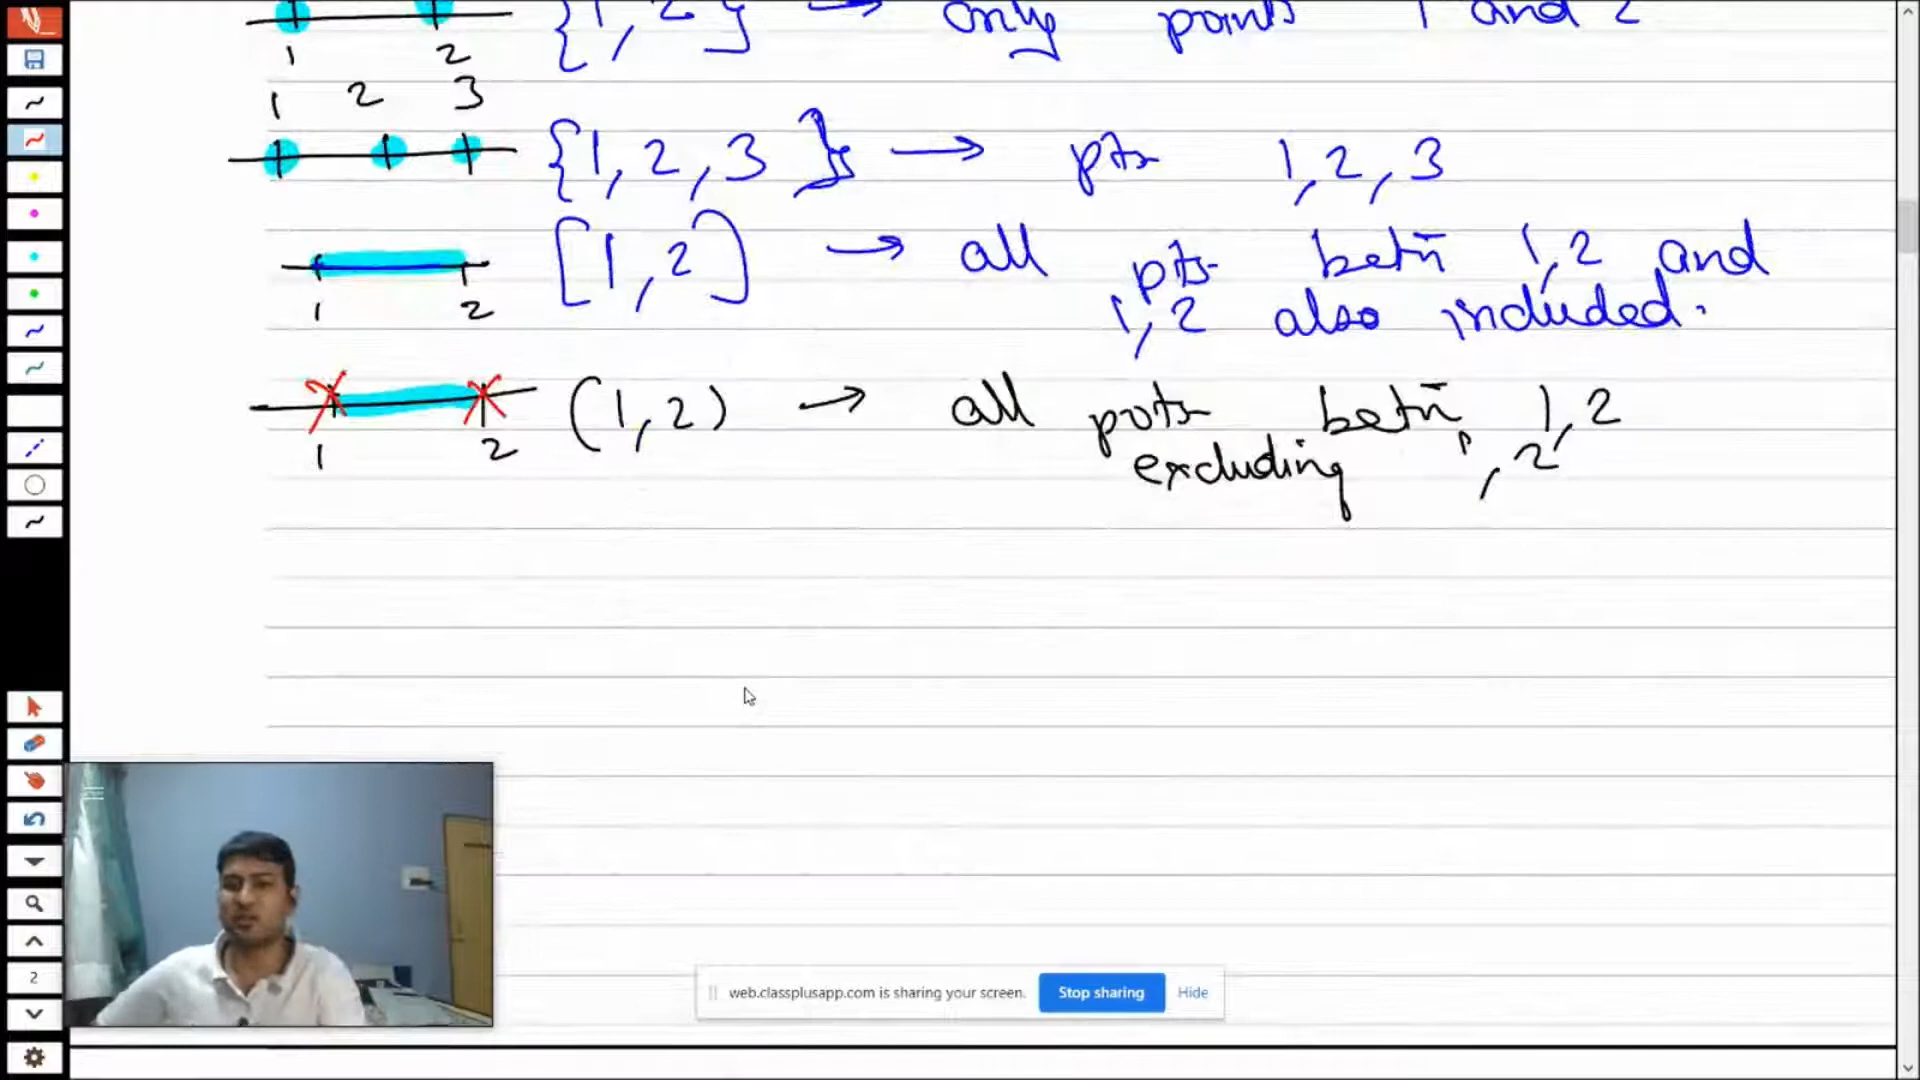 {1, 2} → only points 1 and 2
1 2
1 2 3
{1, 2, 3} → pts 1, 2, 3
[1, 2] → all pts betn 1, 2 and
1 2
1, 2 also included.
(1, 2) → all pots betn 1, 2
1 2
excluding 1, 2
2
web.classplusapp.com is sharing your screen.
Stop sharing
Hide